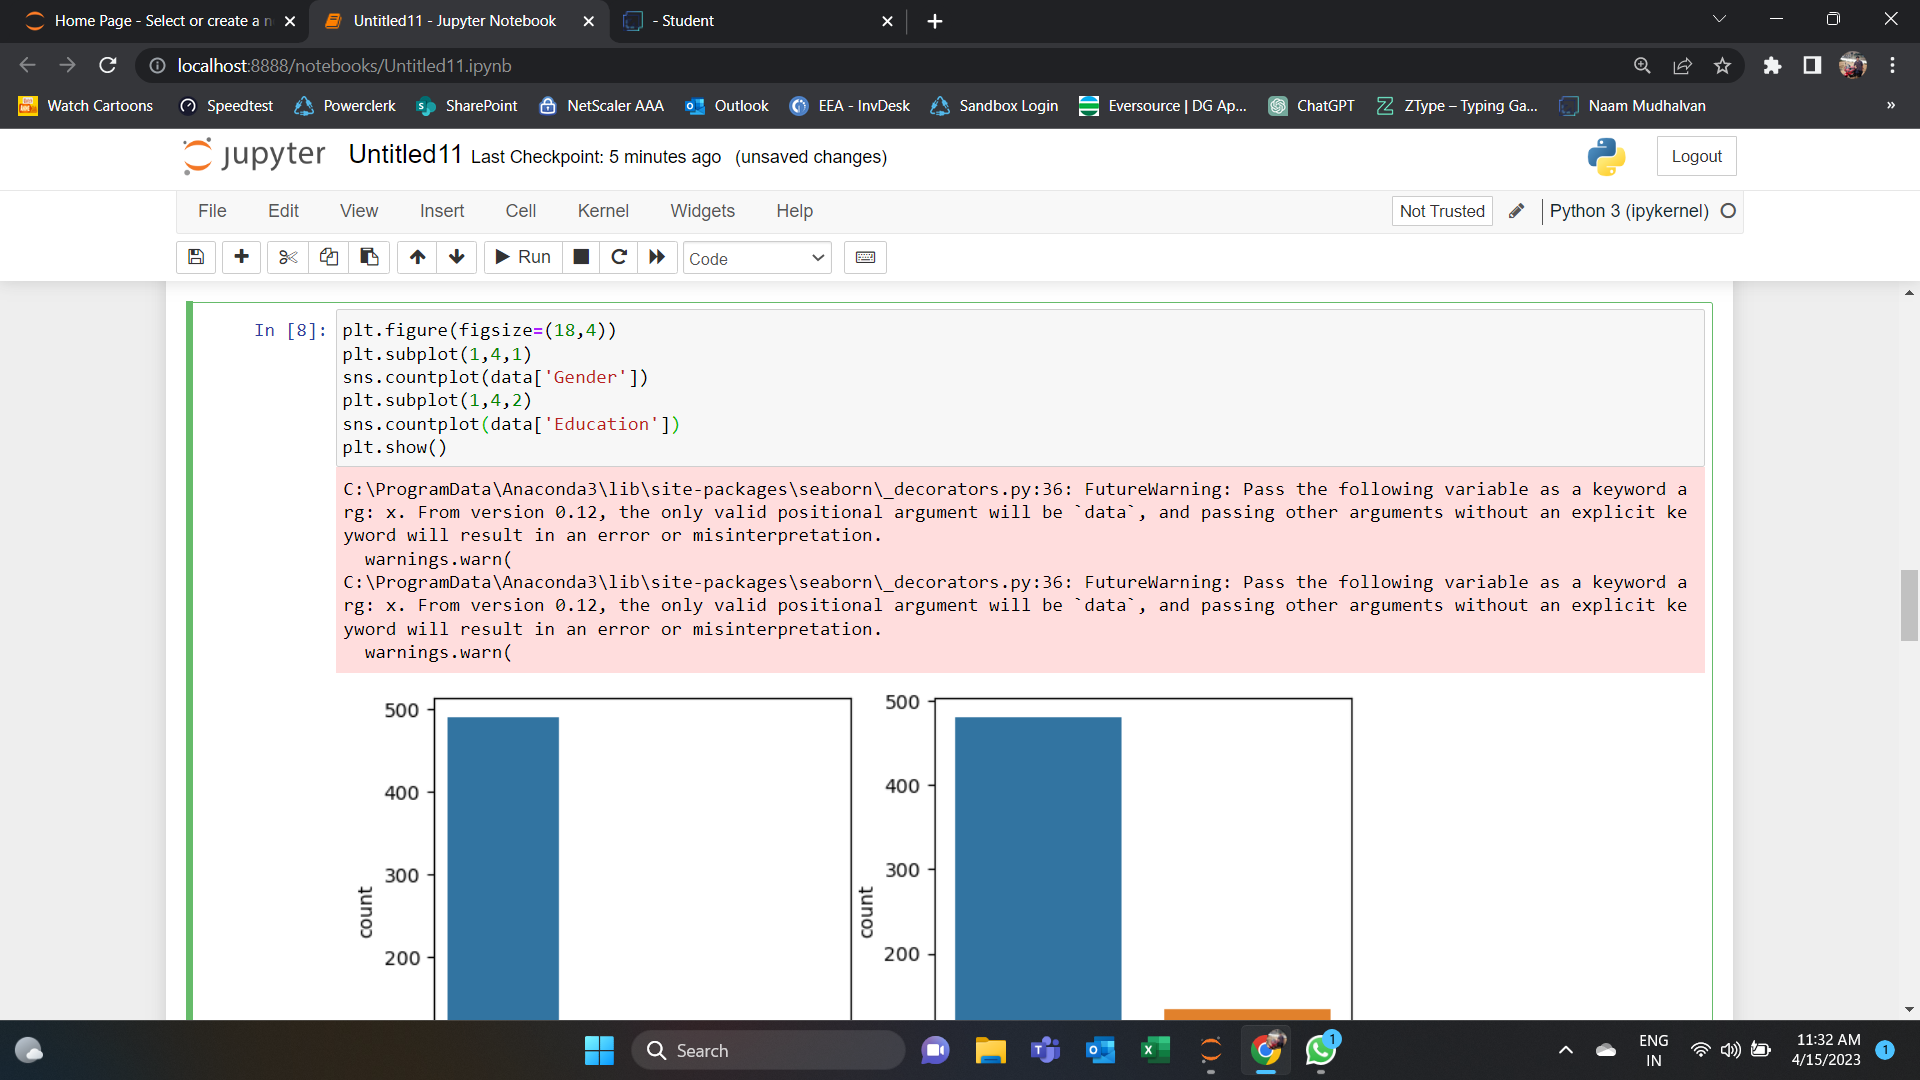 Home Page - Select or create a n
Untitled11 - Jupyter Notebook
- Student
localhost:8888/notebooks/Untitled11.ipynb
Watch Cartoons
Speedtest
Powerclerk
SharePoint
NetScaler AAA
Outlook
EEA - InvDesk
Sandbox Login
Eversource | DG Ap...
ChatGPT
ZType – Typing Ga...
Naam Mudhalvan
»
jupyter
Untitled11 Last Checkpoint: 5 minutes ago (unsaved changes)
Logout
File
Edit
View
Insert
Cell
Kernel
Widgets
Help
Not Trusted
Python 3 (ipykernel)
Run
Code
In [8]:
plt.figure(figsize=(18,4))
plt.subplot(1,4,1)
sns.countplot(data['Gender'])
plt.subplot(1,4,2)
sns.countplot(data['Education'])
plt.show()
C:\ProgramData\Anaconda3\lib\site-packages\seaborn\_decorators.py:36: FutureWarning: Pass the following variable as a keyword a
rg: x. From version 0.12, the only valid positional argument will be `data`, and passing other arguments without an explicit ke
yword will result in an error or misinterpretation.
warnings.warn(
C:\ProgramData\Anaconda3\lib\site-packages\seaborn\_decorators.py:36: FutureWarning: Pass the following variable as a keyword a
rg: x. From version 0.12, the only valid positional argument will be `data`, and passing other arguments without an explicit ke
yword will result in an error or misinterpretation.
warnings.warn(
500
400
300
200
count
500
400
300
200
count
Search
1
ENG
IN
11:32 AM
4/15/2023
1